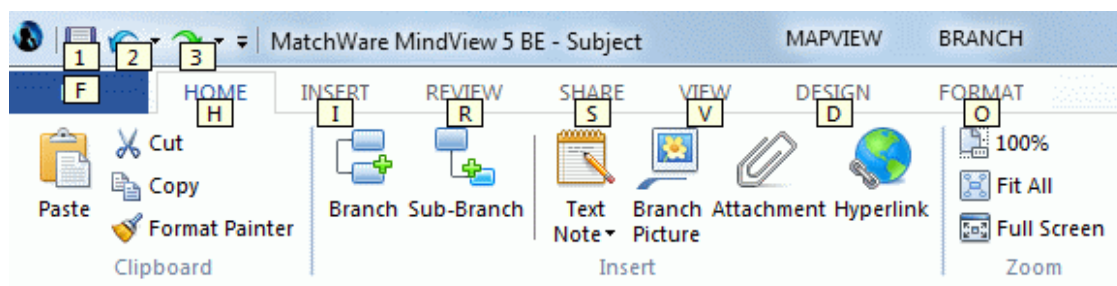 MatchWare MindView 5 BE - Subject MAPVIEW BRANCH
1 2 3
F HOME INSERT REVIEW SHARE VIEW DESIGN FORMAT
H I R S V D O
Paste
Cut
Copy
Format Painter
Clipboard
Branch
Sub-Branch
Text
Note
Branch
Picture
Attachment
Hyperlink
Insert
100%
Fit All
Full Screen
Zoom